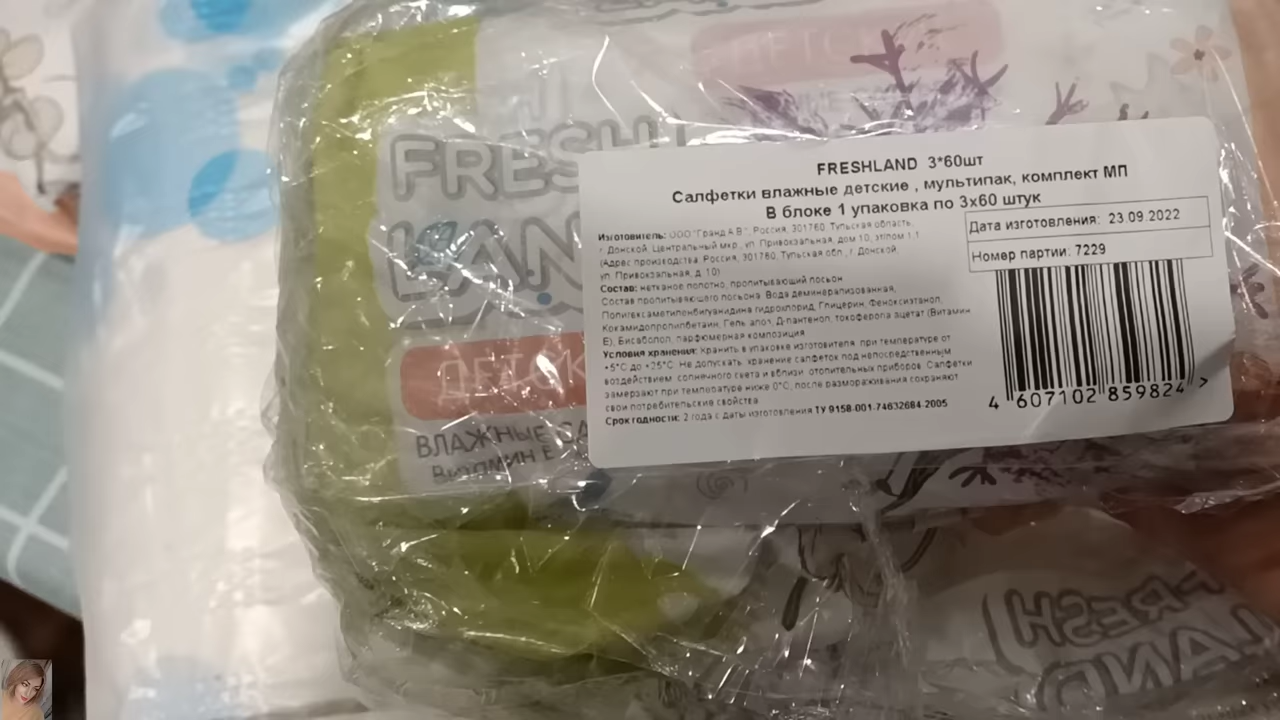 FRESHLAND 3*60шт
Салфетки влажные детские , мультипак, комплект МП
В блоке 1 упаковка по 3х60 штук
Дата изготовления: 23.09.2022
Номер партии: 7229
Изготовитель: ООО "Гранд А.В.", Россия, 301760, Тульская область,
г. Донской, Центральный мкр., ул. Привокзальная, дом 10, эт/пом 1.1
(Адрес производства: Россия, 301760, Тульская обл., г. Донской,
ул. Привокзальная, д. 10)
Состав: нетканое полотно, пропитывающий лосьон
Состав пропитывающего лосьона: Вода деминерализованная,
Полигексаметиленбигуанидина гидрохлорид, Глицерин, Феноксиэтанол,
Кокамидопропилбетаин, Гель алоэ, Д-пантенол, токоферола ацетат (Витамин
Е), Бисаболол, парфюмерная композиция
Условия хранения: Хранить в упаковке изготовителя при температуре от
+5°С до +25°С. Не допускать хранение салфеток под непосредственным
воздействием солнечного света и вблизи отопительных приборов. Салфетки
замерзают при температуре ниже 0°С, после размораживания сохраняют
свои потребительские свойства
Срок годности: 2 года с даты изготовления ТУ 9158-001-74632684-2005
4 607102 859824 >
FRESH
LAN
ДЕТСК
ВЛАЖНЫЕ СА
Витамин Е
FRESH
LAND
FRESH
LAND